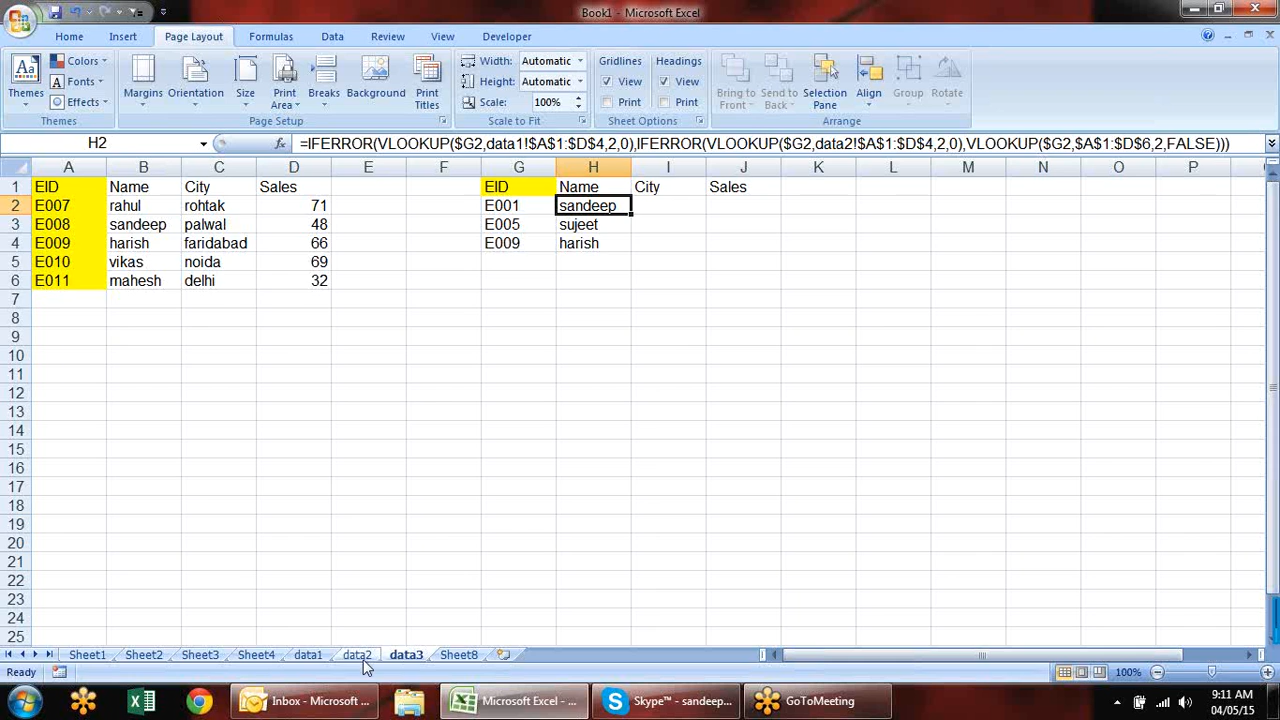 Book1 - Microsoft Excel
Home Insert Page Layout Formulas Data Review View Developer
Themes Colors Fonts Effects
Margins Orientation Size Print Area Breaks Background Print Titles
Width: Automatic
Height: Automatic
Scale: 100%
Gridlines Headings
View View
Print Print
Bring to Front Send to Back Selection Pane Align Group Rotate
Themes Page Setup Scale to Fit Sheet Options Arrange
H2 fx =IFERROR(VLOOKUP($G2,data1!$A$1:$D$4,2,0),IFERROR(VLOOKUP($G2,data2!$A$1:$D$4,2,0),VLOOKUP($G2,$A$1:$D$6,2,FALSE)))
A B C D E F G H I J K L M N O P
1 EID Name City Sales EID Name City Sales
2 E007 rahul rohtak 71 E001 sandeep
3 E008 sandeep palwal 48 E005 sujeet
4 E009 harish faridabad 66 E009 harish
5 E010 vikas noida 69
6 E011 mahesh delhi 32
7
8
9
10
11
12
13
14
15
16
17
18
19
20
21
22
23
24
25
Sheet1 Sheet2 Sheet3 Sheet4 data1 data2 data3 Sheet8
Ready 100%
Inbox - Microsoft ... Microsoft Excel - ... Skype™ - sandeep... GoToMeeting 9:11 AM
04/05/15